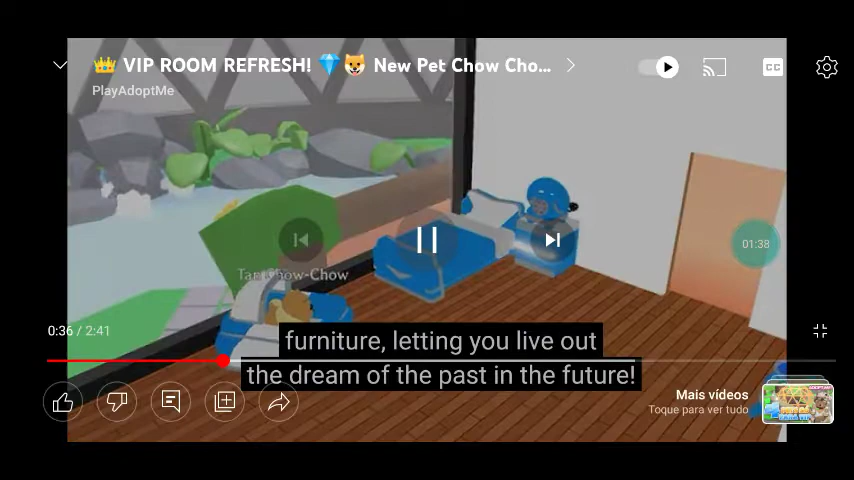 👑 VIP ROOM REFRESH! 💎🐕 New Pet Chow Cho...
PlayAdoptMe
CC
01:38
Chow-Chow
0:36 / 2:41
furniture, letting you live out
the dream of the past in the future!
Mais vídeos
Toque para ver tudo